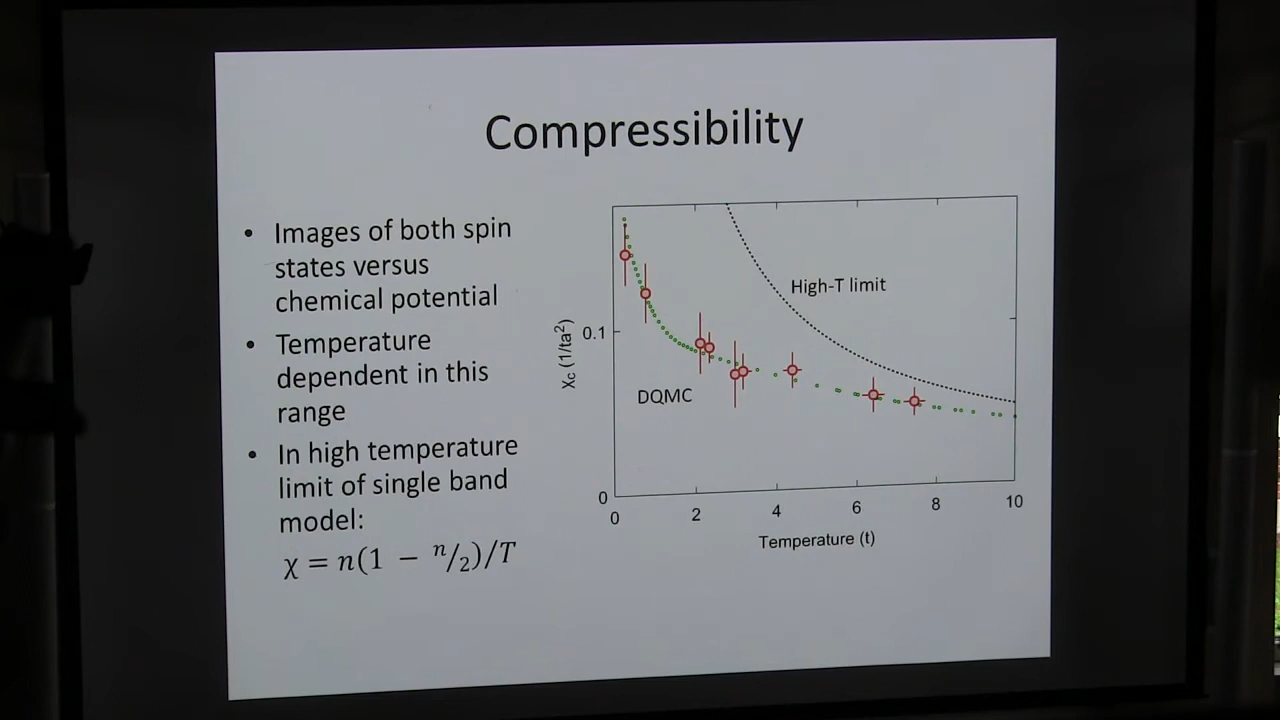 Compressibility
• Images of both spin
states versus
chemical potential
• Temperature
dependent in this
range
• In high temperature
limit of single band
model:
χ = n(1 − n/2)/T
χc (1/ta²)
0.1
0
High-T limit
DQMC
0 2 4 6 8 10
Temperature (t)